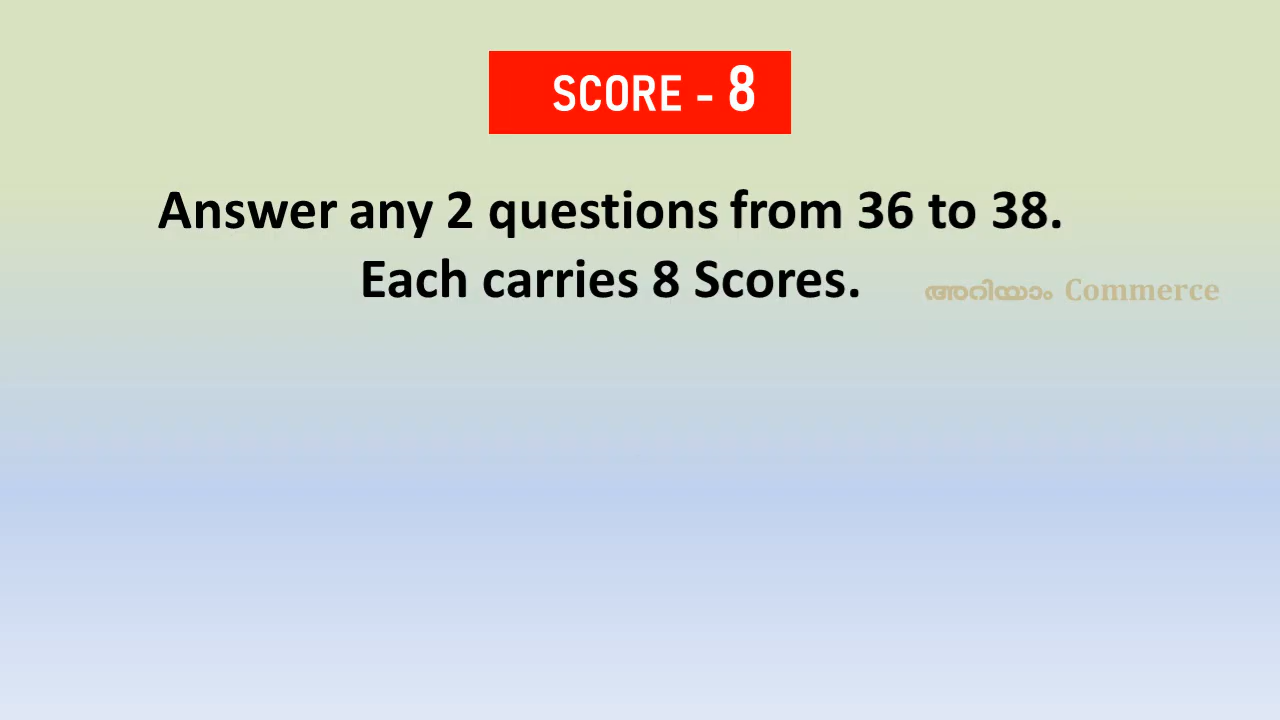 SCORE - 8
Answer any 2 questions from 36 to 38.
Each carries 8 Scores.
അറിയാം Commerce